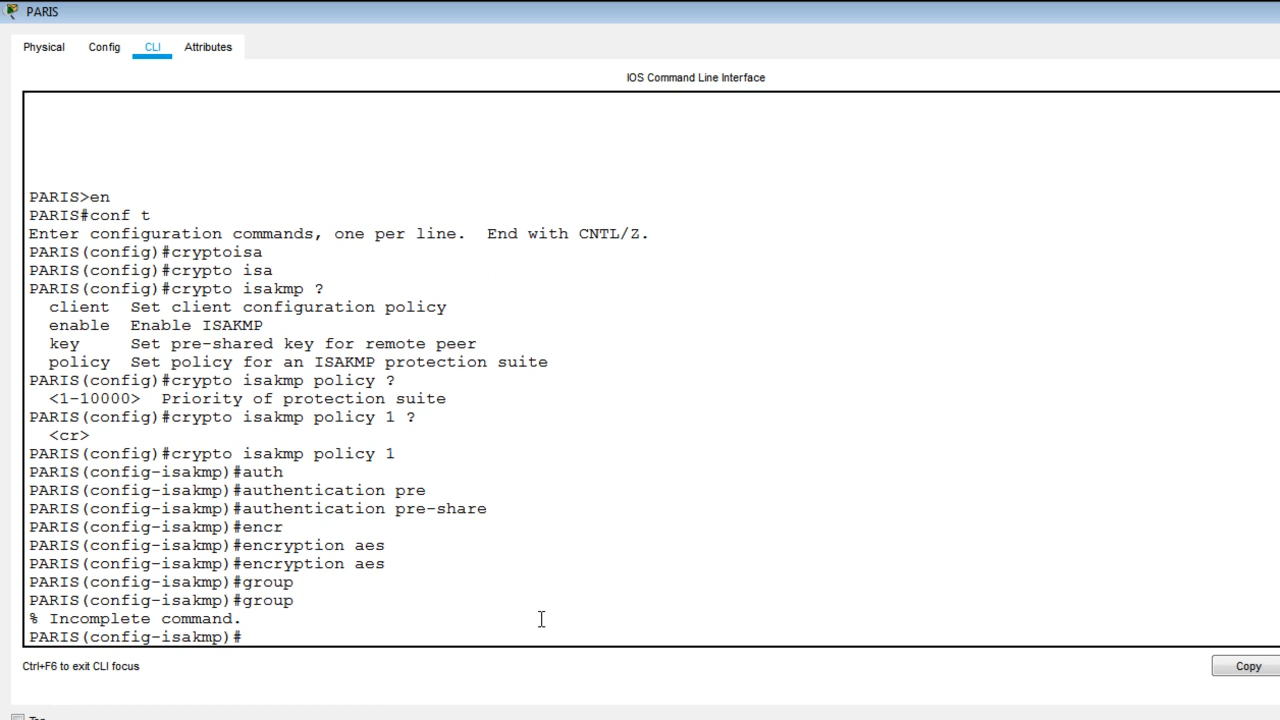 PARIS
Physical Config CLI Attributes
IOS Command Line Interface
PARIS>en
PARIS#conf t
Enter configuration commands, one per line.  End with CNTL/Z.
PARIS(config)#cryptoisa
PARIS(config)#crypto isa
PARIS(config)#crypto isakmp ?
  client  Set client configuration policy
  enable  Enable ISAKMP
  key     Set pre-shared key for remote peer
  policy  Set policy for an ISAKMP protection suite
PARIS(config)#crypto isakmp policy ?
  <1-10000>  Priority of protection suite
PARIS(config)#crypto isakmp policy 1 ?
  <cr>
PARIS(config)#crypto isakmp policy 1
PARIS(config-isakmp)#auth
PARIS(config-isakmp)#authentication pre
PARIS(config-isakmp)#authentication pre-share
PARIS(config-isakmp)#encr
PARIS(config-isakmp)#encryption aes
PARIS(config-isakmp)#encryption aes
PARIS(config-isakmp)#group
PARIS(config-isakmp)#group
% Incomplete command.
PARIS(config-isakmp)#
Ctrl+F6 to exit CLI focus
Copy